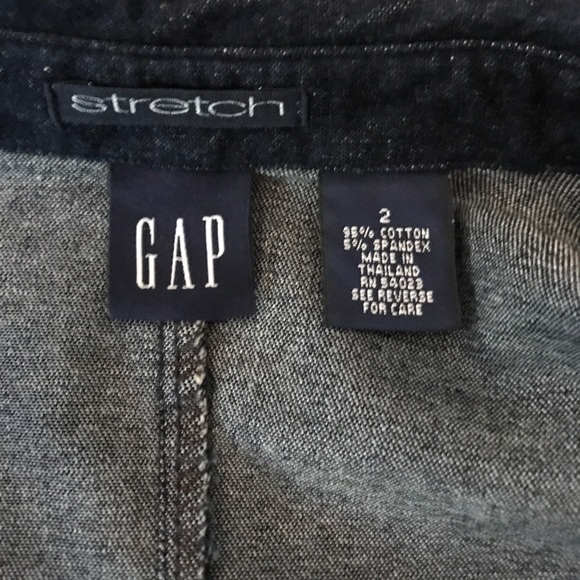 stretch
GAP
2
95% COTTON
5% SPANDEX
MADE IN
THAILAND
RN 54023
SEE REVERSE
FOR CARE